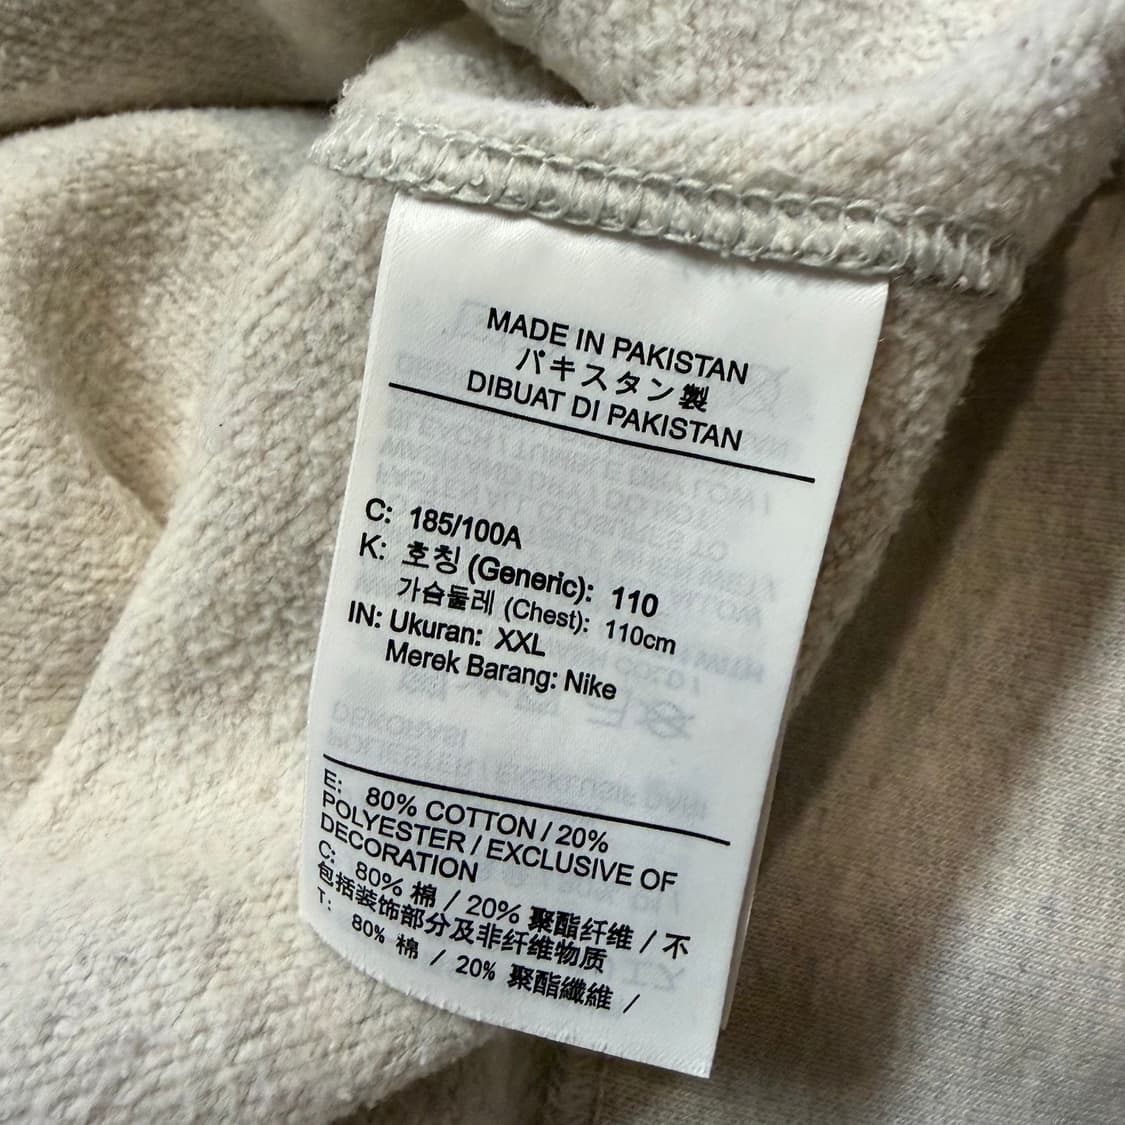 MADE IN PAKISTAN
パキスタン製
DIBUAT DI PAKISTAN
C: 185/100A
K: 호칭 (Generic): 110
가슴둘레 (Chest): 110cm
IN: Ukuran: XXL
Merek Barang: Nike
E: 80% COTTON / 20%
POLYESTER / EXCLUSIVE OF
DECORATION
C: 80% 棉 / 20% 聚酯纤维 / 不
包括装饰部分及非纤维物质
T: 80% 棉 / 20% 聚酯纖維 /